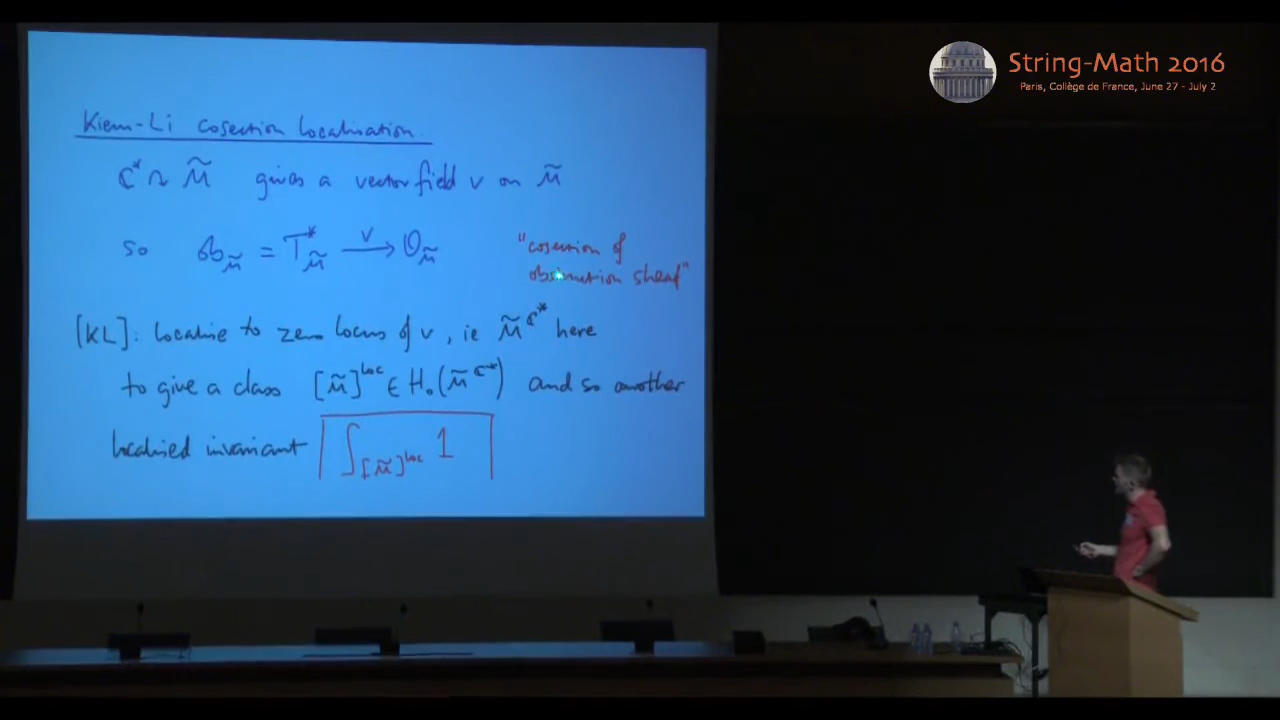 String-Math 2016
Paris, Collège de France, June 27 - July 2
Kiem-Li cosection localisation.
ℂ* ↷ M̃ gives a vector field v on M̃
so Ob_M̃ = T*_M̃ —v→ O_M̃
"cosection of
obstruction sheaf"
[KL]: localise to zero locus of v, ie M̃^ℂ* here
to give a class [M̃]^loc ∈ H₀(M̃^ℂ*) and so another
localised invariant ∫_[M̃]^loc 1